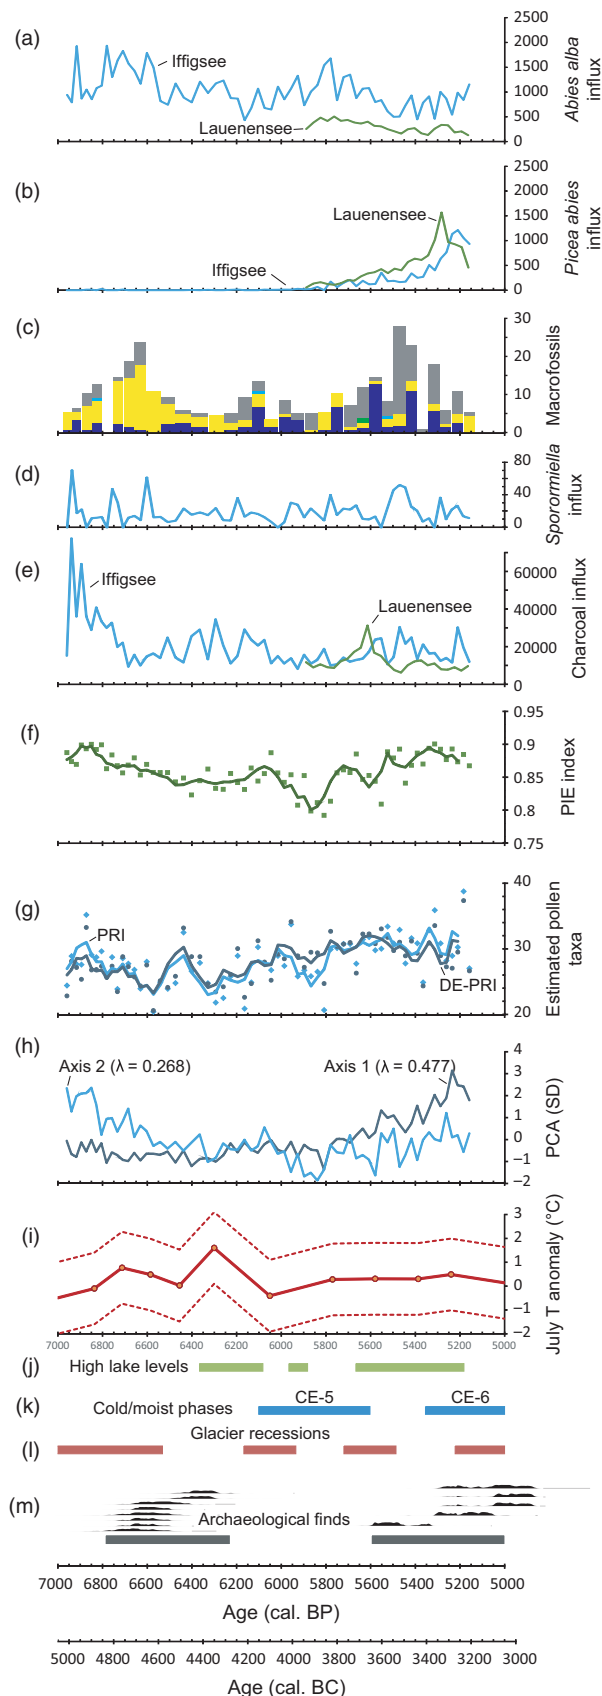 (a)
Iffigsee
Lauenensee
2500
2000
1500
1000
500
0
Abies alba
influx
(b)
Lauenensee
Iffigsee
2500
2000
1500
1000
500
0
Picea abies
influx
(c)
30
20
10
0
Macrofossils
(d)
80
40
0
Sporormiella
influx
(e)
Iffigsee
Lauenensee
60000
40000
20000
0
Charcoal influx
(f)
0.95
0.9
0.85
0.8
0.75
PIE index
(g)
PRI
DE-PRI
40
30
20
Estimated pollen
taxa
(h)
Axis 2 (λ = 0.268)
Axis 1 (λ = 0.477)
4
3
2
1
0
−1
−2
PCA (SD)
(i)
3
2
1
0
−1
−2
July T anomaly (°C)
7000 6800 6600 6400 6200 6000 5800 5600 5400 5200 5000
(j) High lake levels
(k) Cold/moist phases CE-5 CE-6
(l) Glacier recessions
(m) Archaeological finds
7000 6800 6600 6400 6200 6000 5800 5600 5400 5200 5000
Age (cal. BP)
5000 4800 4600 4400 4200 4000 3800 3600 3400 3200 3000
Age (cal. BC)